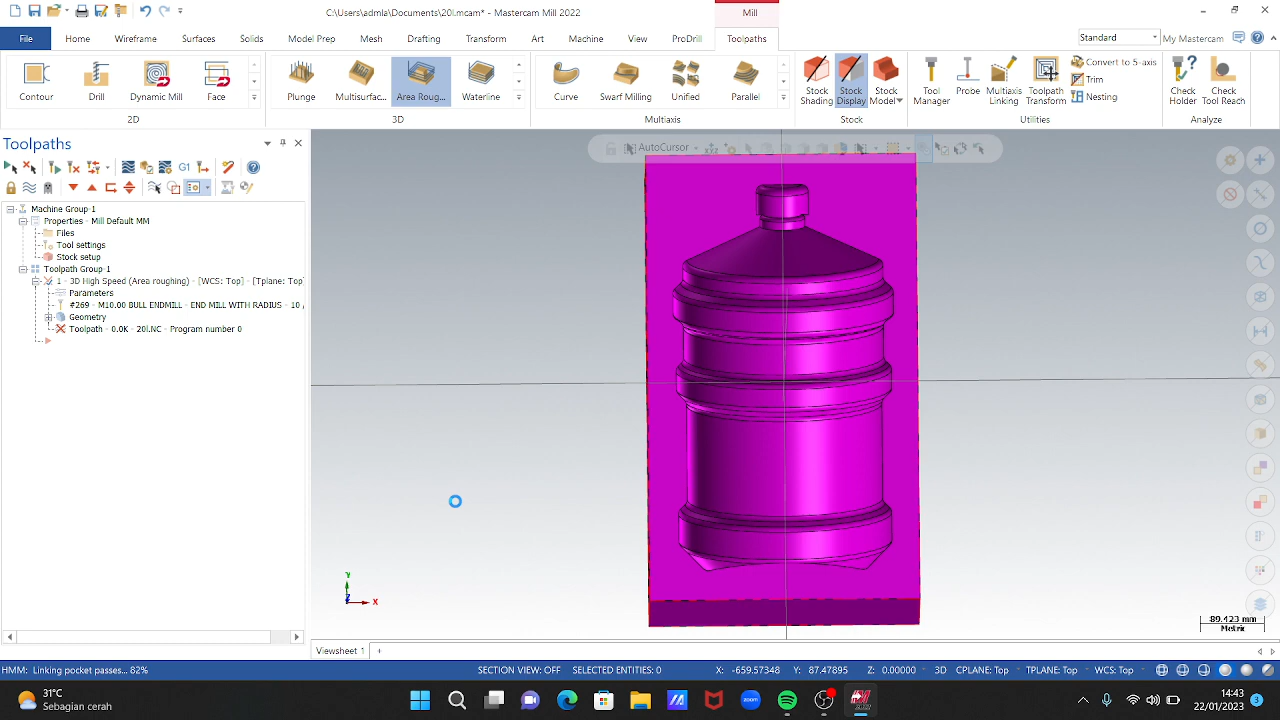 C:\Users\admla\Documents\20l.mcam* - Mastercam Mill 2022
Mill
File
Home
Wireframe
Surfaces
Solids
Model Prep
Mesh
Drafting
Transform
Art
Machine
View
ProDrill
Toolpaths
Standard
My Mastercam
Contour
Drill
Dynamic Mill
Face
Plunge
Multisurfac...
Area Roug...
Waterline
Curve
Swarf Milling
Unified
Parallel
Stock Shading
Stock Display
Stock Model
Tool Manager
Probe
Multiaxis Linking
Toolpath Transform
Convert to 5-axis
Trim
Nesting
Check Holder
Check Tool Reach
2D
3D
Multiaxis
Stock
Utilities
Analyze
Toolpaths
AutoCursor
XYZ
G1
Machine Group-1
Properties - Mill Default MM
Files
Tool settings
Stock setup
Toolpath Group-1
1 - 3D High Speed (Area roughing) - [WCS: Top] - [Tplane: Top]
Parameters
#269 - M10.00 BULL ENDMILL - END MILL WITH RADIUS - 10 /
Geometry
Toolpath - 0.0K - 20l.NC - Program number 0
Y
Z
X
89.423 mm
Metric
Viewsheet 1
+
HMM: Linking pocket passes... 82%
SECTION VIEW: OFF
SELECTED ENTITIES: 0
X: -659.57348
Y: 87.47895
Z: 0.00000
3D
CPLANE: Top
TPLANE: Top
WCS: Top
31°C
Sebagian cerah
zoom
15:43
22/01/2023